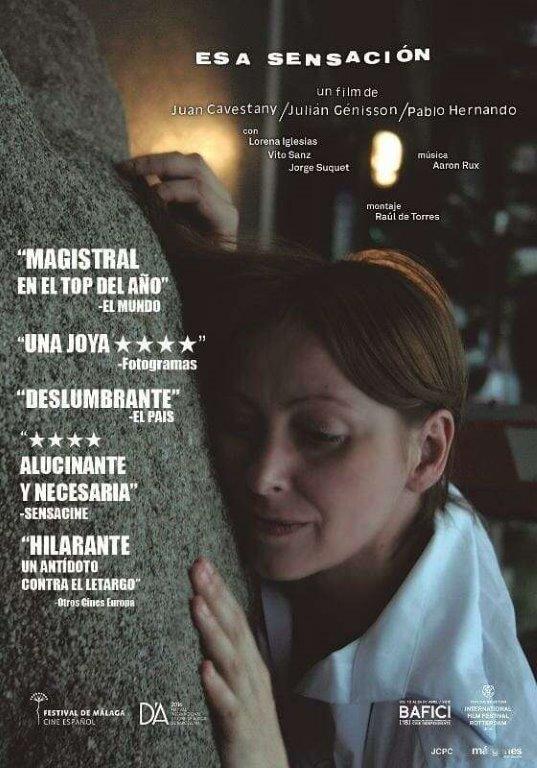 ESA SENSACIÓN
un film de
Juan Cavestany/Julián Génisson/Pablo Hernando
con
Lorena Iglesias
Vito Sanz
Jorge Suquet
música
Aaron Rux
montaje
Raúl de Torres
“MAGISTRAL
EN EL TOP DEL AÑO”
-EL MUNDO
“UNA JOYA ★★★★”
-Fotogramas
“DESLUMBRANTE”
-EL PAIS
“★★★★
ALUCINANTE
Y NECESARIA”
-SENSACINE
“HILARANTE
UN ANTÍDOTO
CONTRA EL LETARGO”
-Otros Cines Europa
FESTIVAL DE MÁLAGA
CINE ESPAÑOL
DA
2016
BAFICI
[18]
INTERNATIONAL
FILM FESTIVAL
ROTTERDAM
JCPC
márgenes